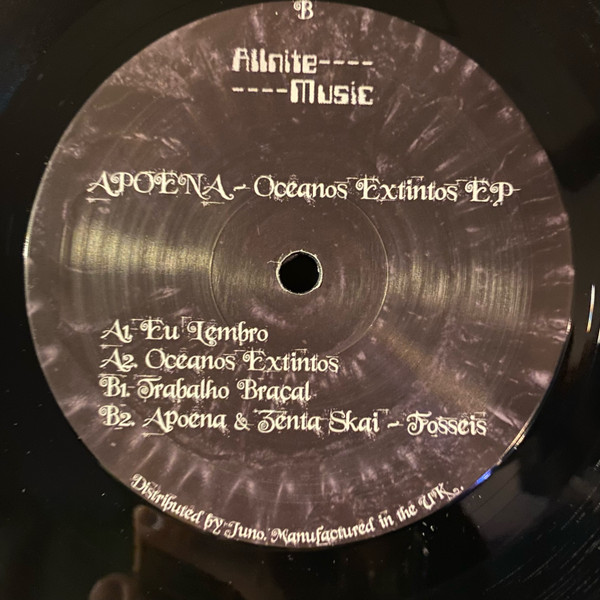 B
Allnite----
----Music
APOENA - Oceanos Extintos EP
A1. Eu Lembro
A2. Oceanos Extintos
B1. Trabalho Braçal
B2. Apoena & Zenta Skai - Fosseis
Distributed by Juno. Manufactured in the UK.